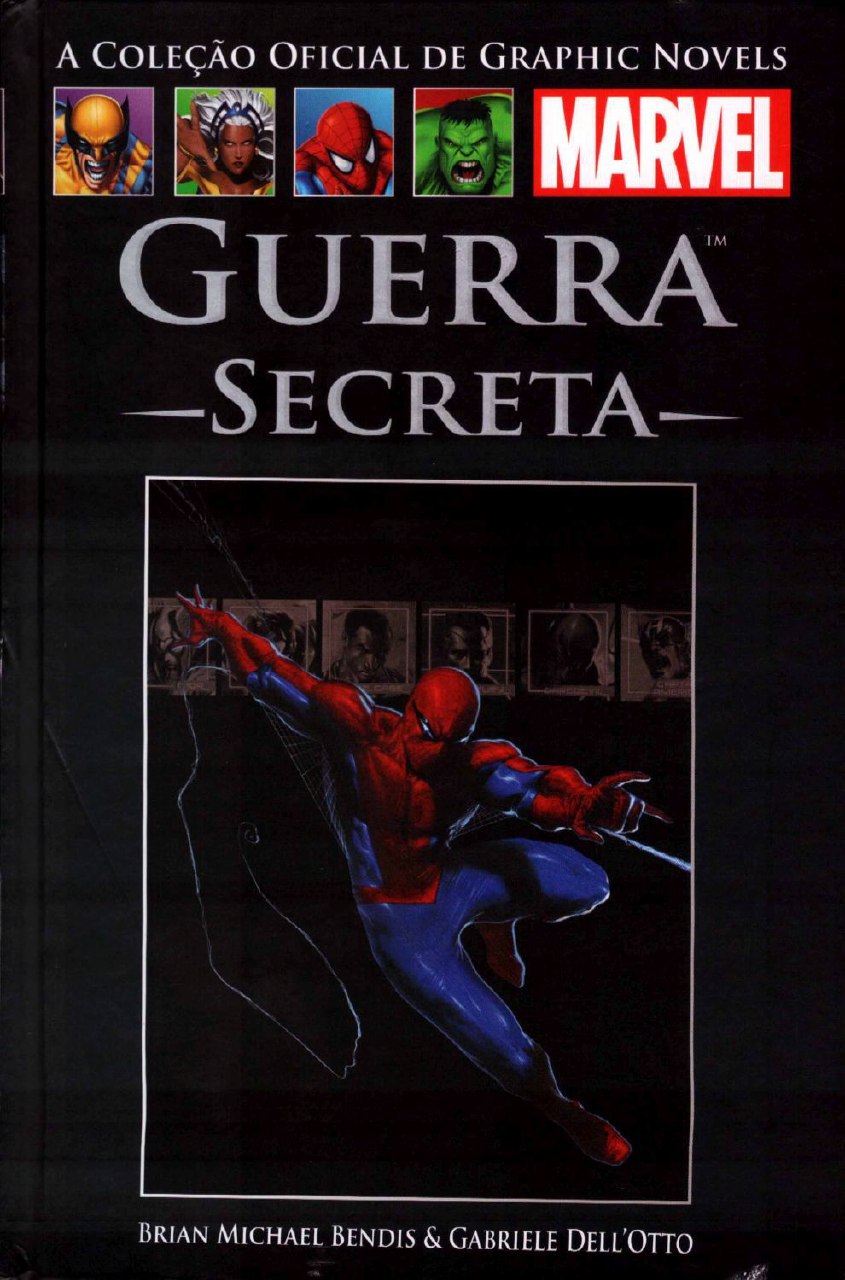 A COLEÇÃO OFICIAL DE GRAPHIC NOVELS
MARVEL
GUERRA™
SECRETA
BRIAN MICHAEL BENDIS & GABRIELE DELL'OTTO